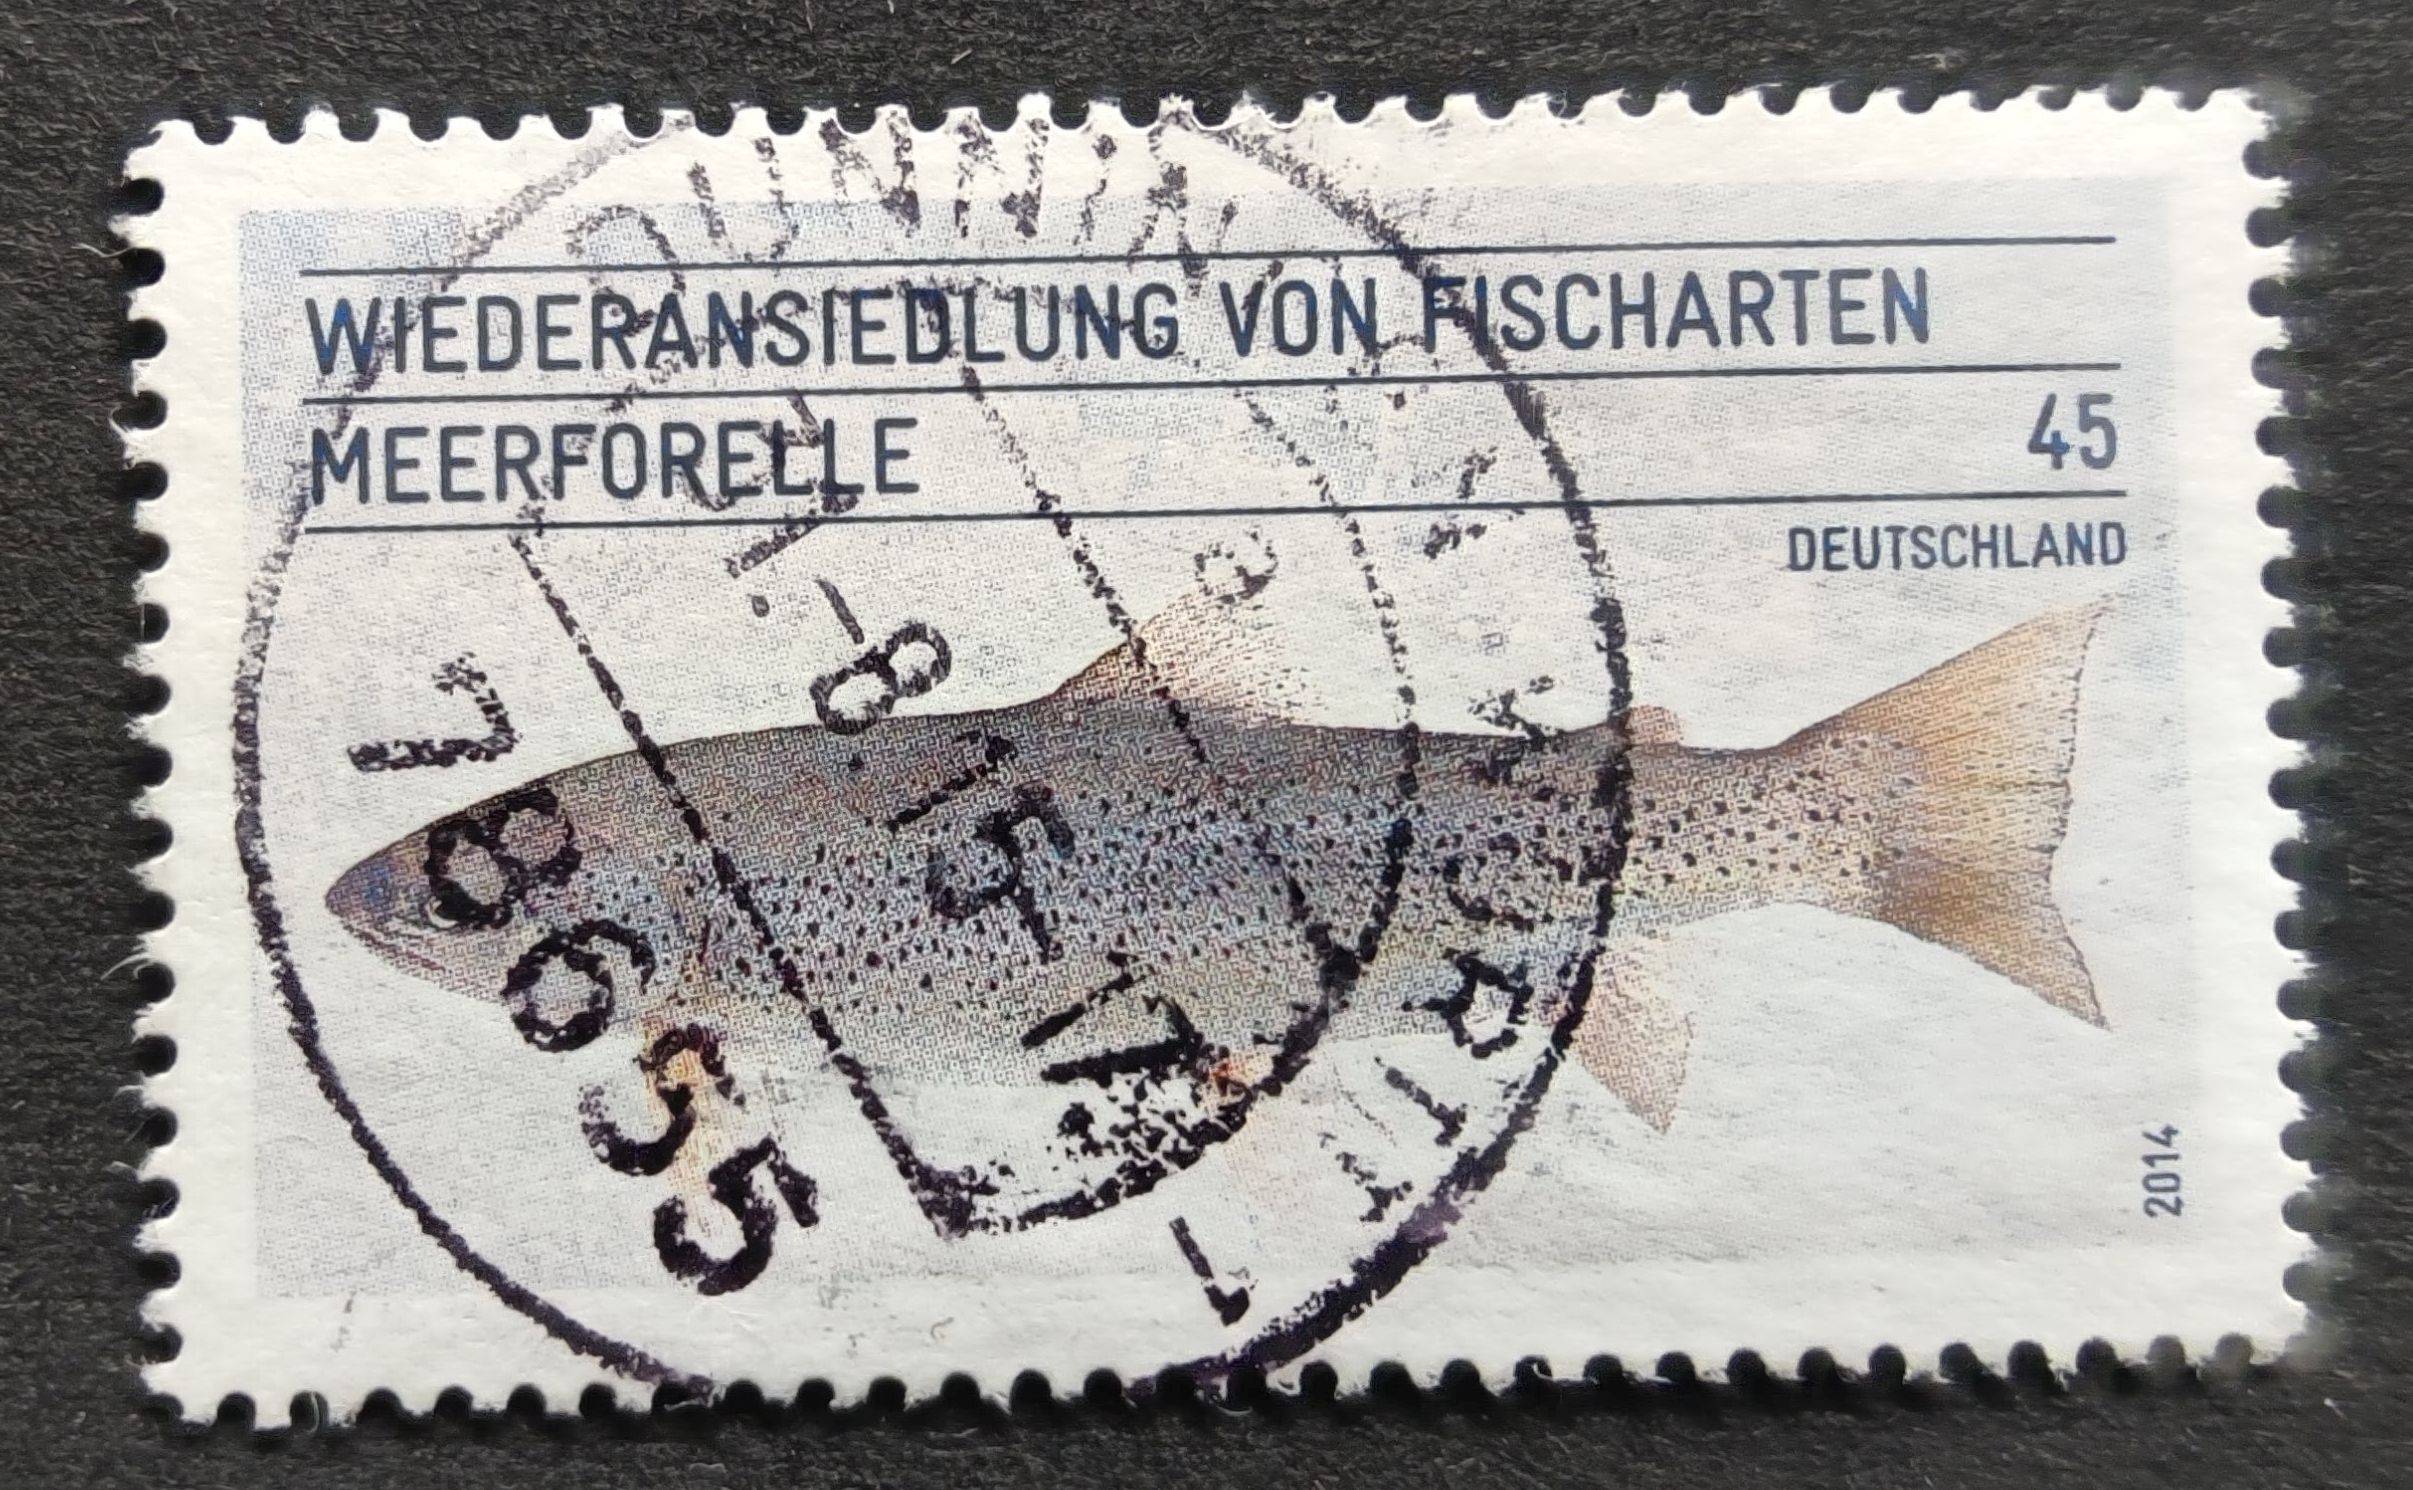 WIEDERANSIEDLUNG VON FISCHARTEN
MEERFORELLE
45
DEUTSCHLAND
2014